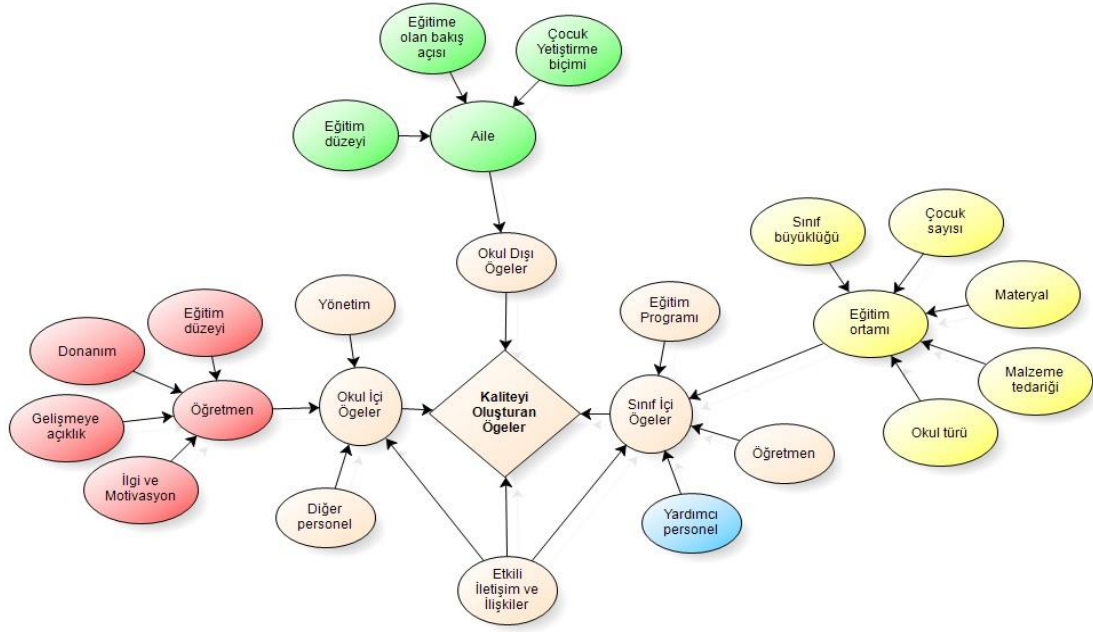 Eğitime
olan bakış
açısı
Çocuk
Yetiştirme
biçimi
Eğitim
düzeyi
Aile
Okul Dışı
Ögeler
Sınıf
büyüklüğü
Çocuk
sayısı
Materyal
Eğitim
ortamı
Malzeme
tedariği
Okul türü
Yönetim
Eğitim
Programı
Eğitim
düzeyi
Donanım
Gelişmeye
açıklık
İlgi ve
Motivasyon
Öğretmen
Okul İçi
Ögeler
Kaliteyi
Oluşturan
Ögeler
Sınıf İçi
Ögeler
Öğretmen
Diğer
personel
Yardımcı
personel
Etkili
İletişim ve
İlişkiler